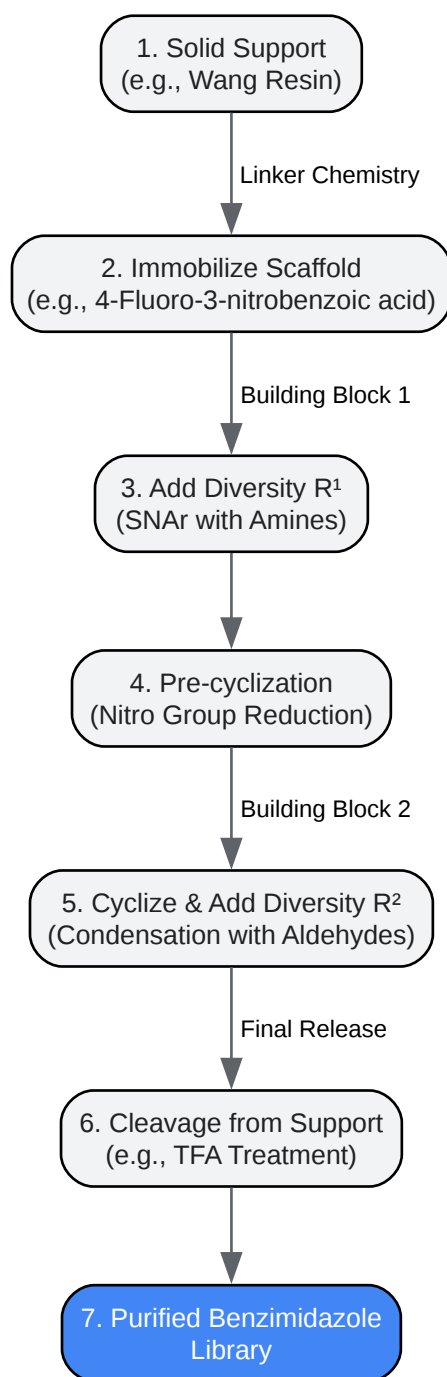 1. Solid Support
(e.g., Wang Resin)
Linker Chemistry
2. Immobilize Scaffold
(e.g., 4-Fluoro-3-nitrobenzoic acid)
Building Block 1
3. Add Diversity R¹
(SNAr with Amines)
4. Pre-cyclization
(Nitro Group Reduction)
Building Block 2
5. Cyclize & Add Diversity R²
(Condensation with Aldehydes)
Final Release
6. Cleavage from Support
(e.g., TFA Treatment)
7. Purified Benzimidazole
Library